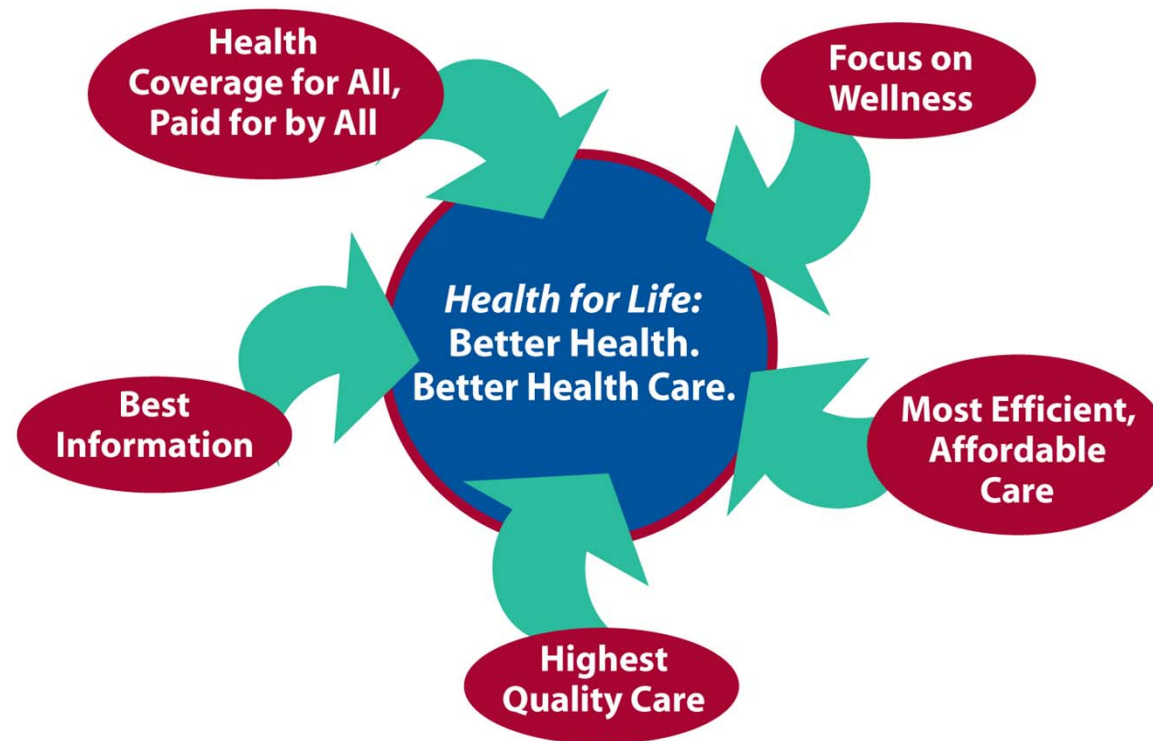 Health
Coverage for All,
Paid for by All
Focus on
Wellness
Health for Life:
Better Health.
Better Health Care.
Best
Information
Most Efficient,
Affordable
Care
Highest
Quality Care